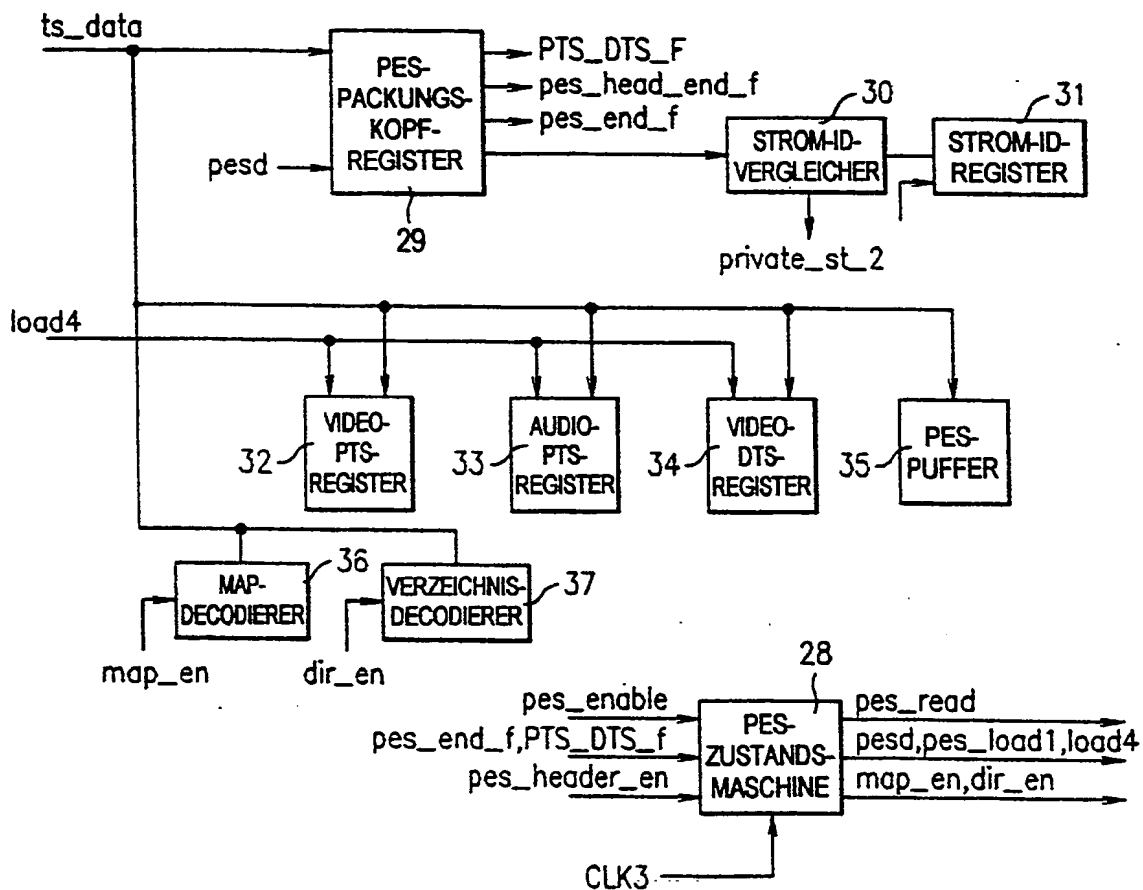 ts_data
PES-
PACKUNGS-
KOPF-
REGISTER
PTS_DTS_F
pes_head_end_f
pes_end_f
pesd
29
30
STROM-ID-
VERGLEICHER
31
STROM-ID-
REGISTER
private_st_2
load4
VIDEO-
PTS-
REGISTER
32
AUDIO-
PTS-
REGISTER
33
VIDEO-
DTS-
REGISTER
34
PES-
PUFFER
35
MAP-
DECODIERER
36
VERZEICHNIS-
DECODIERER
37
map_en
dir_en
28
pes_enable
pes_end_f,PTS_DTS_f
pes_header_en
PES-
ZUSTANDS-
MASCHINE
pes_read
pesd,pes_load1,load4
map_en,dir_en
CLK3